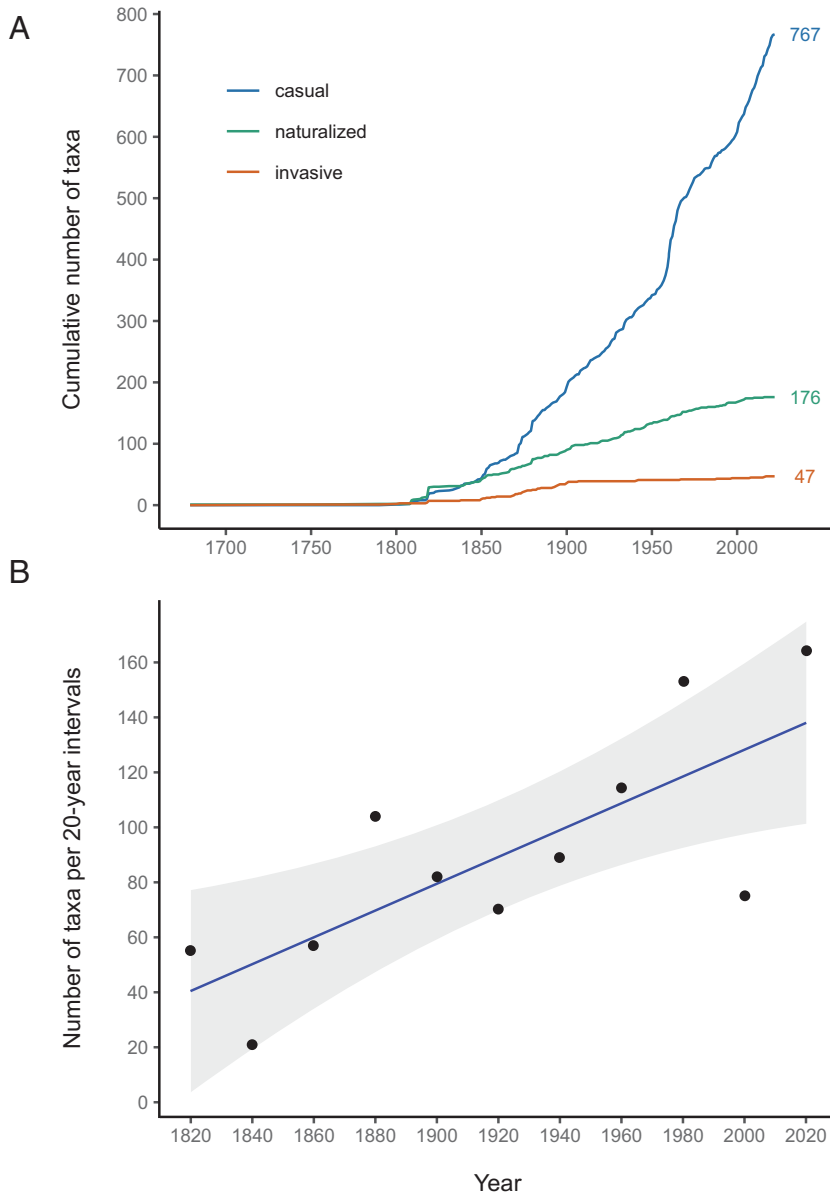 A
Cumulative number of taxa
800
700
600
500
400
300
200
100
0
casual
naturalized
invasive
767
176
47
1700 1750 1800 1850 1900 1950 2000
B
Number of taxa per 20-year intervals
160
140
120
100
80
60
40
20
0
1820 1840 1860 1880 1900 1920 1940 1960 1980 2000 2020
Year